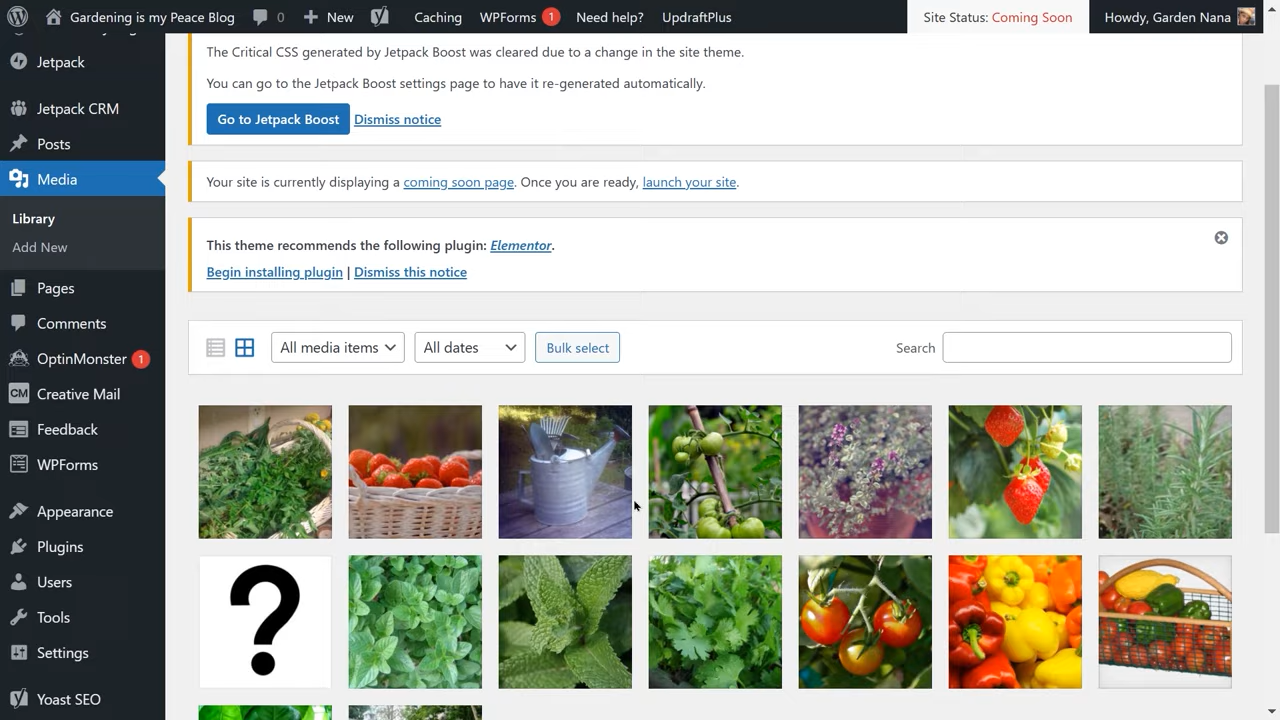 Gardening is my Peace Blog 0 New Caching WPForms 1 Need help? UpdraftPlus Site Status: Coming Soon Howdy, Garden Nana
Jetpack
Jetpack CRM
Posts
Media
Library
Add New
Pages
Comments
OptinMonster 1
CM Creative Mail
Feedback
WPForms
Appearance
Plugins
Users
Tools
Settings
Yoast SEO
The Critical CSS generated by Jetpack Boost was cleared due to a change in the site theme.
You can go to the Jetpack Boost settings page to have it re-generated automatically.
Go to Jetpack Boost Dismiss notice
Your site is currently displaying a coming soon page. Once you are ready, launch your site.
This theme recommends the following plugin: Elementor.
Begin installing plugin | Dismiss this notice
All media items All dates Bulk select Search
?